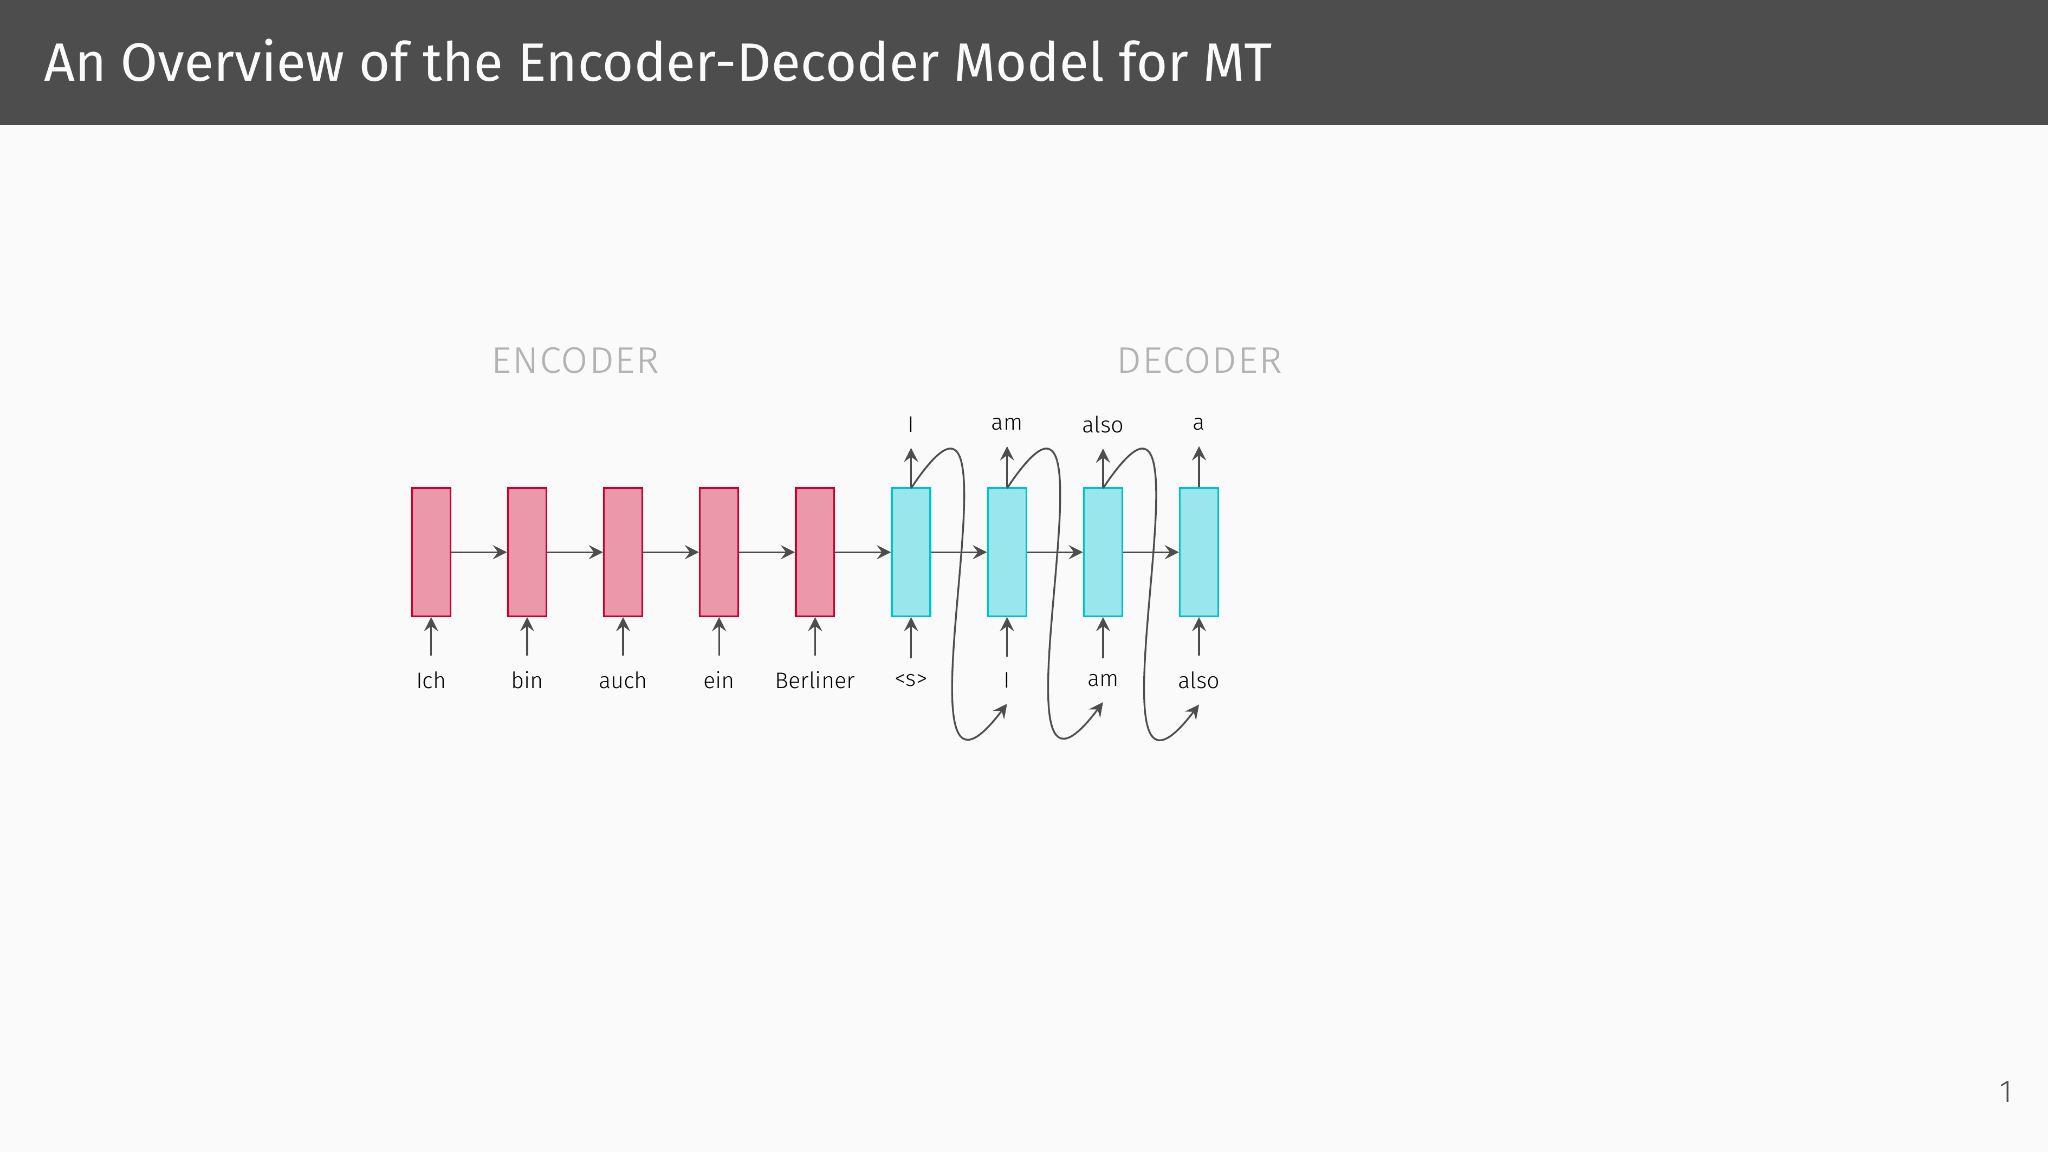 An Overview of the Encoder-Decoder Model for MT
ENCODER DECODER
I am also a
Ich bin auch ein Berliner <s> I am also
1